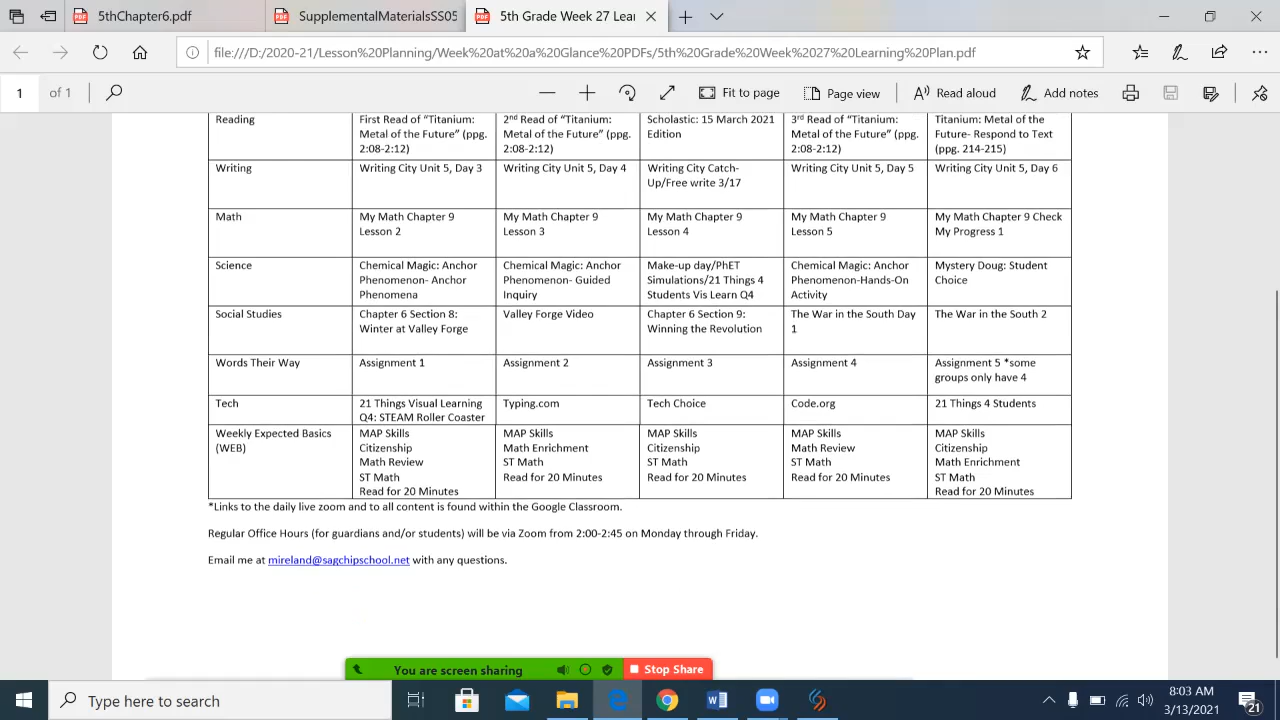 5thChapter6.pdf
SupplementalMaterialsSS05
5th Grade Week 27 Lear
file:///D:/2020-21/Lesson%20Planning/Week%20at%20a%20Glance%20PDFs/5th%20Grade%20Week%2027%20Learning%20Plan.pdf
1 of 1
Fit to page
Page view
Read aloud
Add notes
Reading
First Read of “Titanium:
Metal of the Future” (ppg.
2:08-2:12)
2nd Read of “Titanium:
Metal of the Future” (ppg.
2:08-2:12)
Scholastic: 15 March 2021
Edition
3rd Read of “Titanium:
Metal of the Future” (ppg.
2:08-2:12)
Titanium: Metal of the
Future- Respond to Text
(ppg. 214-215)
Writing
Writing City Unit 5, Day 3
Writing City Unit 5, Day 4
Writing City Catch-
Up/Free write 3/17
Writing City Unit 5, Day 5
Writing City Unit 5, Day 6
Math
My Math Chapter 9
Lesson 2
My Math Chapter 9
Lesson 3
My Math Chapter 9
Lesson 4
My Math Chapter 9
Lesson 5
My Math Chapter 9 Check
My Progress 1
Science
Chemical Magic: Anchor
Phenomenon- Anchor
Phenomena
Chemical Magic: Anchor
Phenomenon- Guided
Inquiry
Make-up day/PhET
Simulations/21 Things 4
Students Vis Learn Q4
Chemical Magic: Anchor
Phenomenon-Hands-On
Activity
Mystery Doug: Student
Choice
Social Studies
Chapter 6 Section 8:
Winter at Valley Forge
Valley Forge Video
Chapter 6 Section 9:
Winning the Revolution
The War in the South Day
1
The War in the South 2
Words Their Way
Assignment 1
Assignment 2
Assignment 3
Assignment 4
Assignment 5 *some
groups only have 4
Tech
21 Things Visual Learning
Q4: STEAM Roller Coaster
Typing.com
Tech Choice
Code.org
21 Things 4 Students
Weekly Expected Basics
(WEB)
MAP Skills
Citizenship
Math Review
ST Math
Read for 20 Minutes
MAP Skills
Math Enrichment
ST Math
Read for 20 Minutes
MAP Skills
Citizenship
ST Math
Read for 20 Minutes
MAP Skills
Math Review
ST Math
Read for 20 Minutes
MAP Skills
Citizenship
Math Enrichment
ST Math
Read for 20 Minutes
*Links to the daily live zoom and to all content is found within the Google Classroom.
Regular Office Hours (for guardians and/or students) will be via Zoom from 2:00-2:45 on Monday through Friday.
Email me at mireland@sagchipschool.net with any questions.
You are screen sharing
Stop Share
Type here to search
8:03 AM
3/13/2021
21